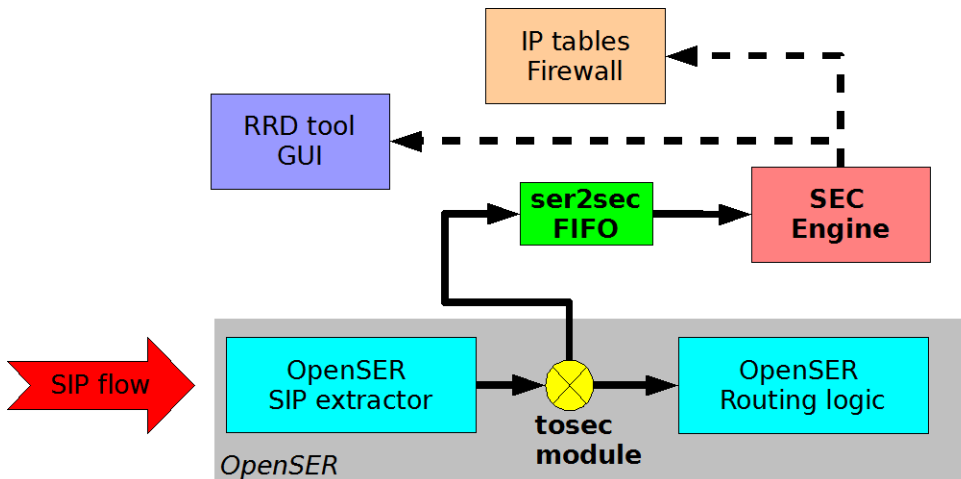 IP tables
Firewall
RRD tool
GUI
ser2sec
FIFO
SEC
Engine
SIP flow
OpenSER
SIP extractor
tosec
module
OpenSER
Routing logic
OpenSER